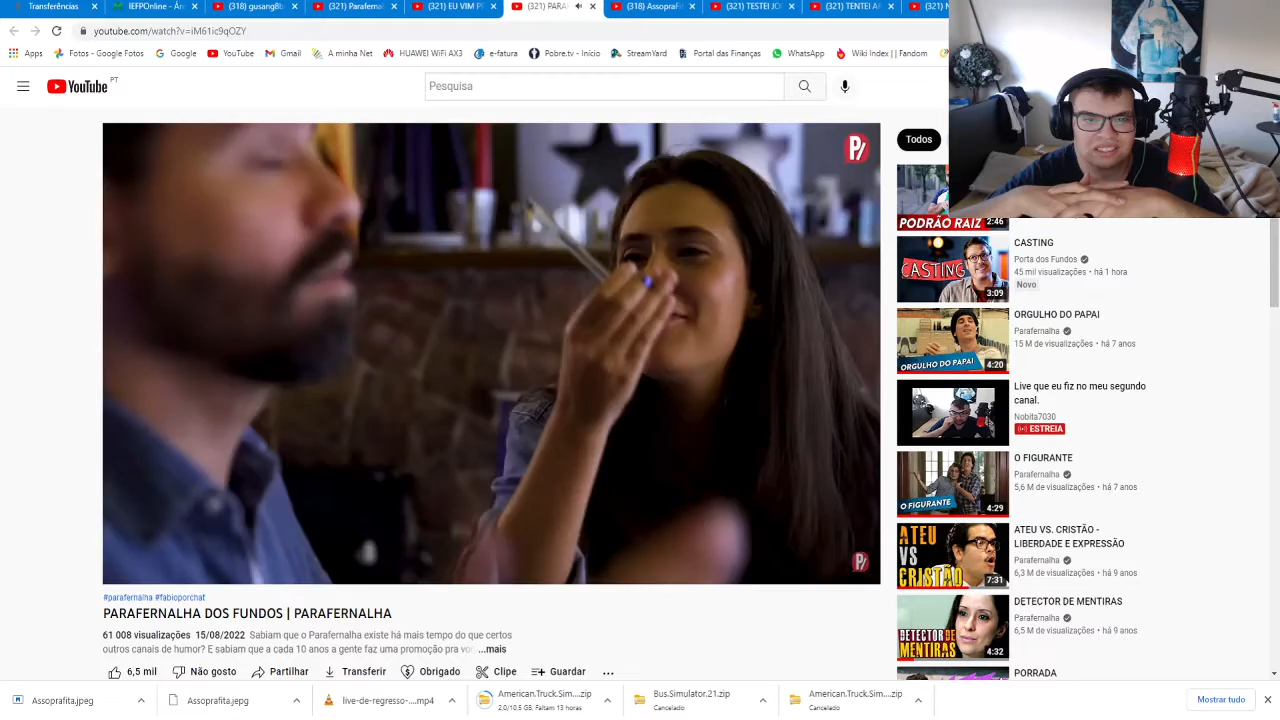 Transferências
IEFPOnline - Ân
(318) gusang8l
(321) Parafernal
(321) EU VIM P
(321) PARA
(318) AssopraFi
(321) TESTEI JO
(321) TENTEI A
(321) N
youtube.com/watch?v=iM61ic9qOZY
Apps
Fotos - Google Fotos
Google
YouTube
Gmail
A minha Net
HUAWEI WiFi AX3
e-fatura
Pobre.tv - Início
StreamYard
Portal das Finanças
WhatsApp
Wiki Index | Fandom
YouTube PT
Pesquisa
P/
Todos
PODRÃO RAIZ 2:46
CASTING
CASTING
Porta dos Fundos
45 mil visualizações • há 1 hora
Novo
3:09
ORGULHO DO PAPAI
Parafernalha
15 M de visualizações • há 7 anos
ORGULHO DO PAPAI
4:20
Live que eu fiz no meu segundo
canal.
Nobita7030
ESTREIA
O FIGURANTE
Parafernalha
5,6 M de visualizações • há 7 anos
O FIGURANTE
4:29
ATEU VS. CRISTÃO -
LIBERDADE E EXPRESSÃO
Parafernalha
6,3 M de visualizações • há 9 anos
ATEU
VS
CRISTÃO
7:31
DETECTOR DE MENTIRAS
Parafernalha
6,5 M de visualizações • há 9 anos
DETECTOR DE
MENTIRAS
4:32
PORRADA
P/
#parafernalha #fabioporchat
PARAFERNALHA DOS FUNDOS | PARAFERNALHA
61 008 visualizações 15/08/2022 Sabiam que o Parafernalha existe há mais tempo do que certos
outros canais de humor? E sabiam que a cada 10 anos a gente faz uma promoção pra vo ...mais
6,5 mil
Não gosto
Partilhar
Transferir
Obrigado
Clipe
Guardar
Assoprafita.jpeg
Assoprafita.jpg
live-de-regresso-....mp4
American.Truck.Sim....zip
2,0/10,5 GB, Falta 1 hora
Bus.Simulator.21.zip
Cancelado
American.Truck.Sim....zip
Cancelado
Mostrar tudo